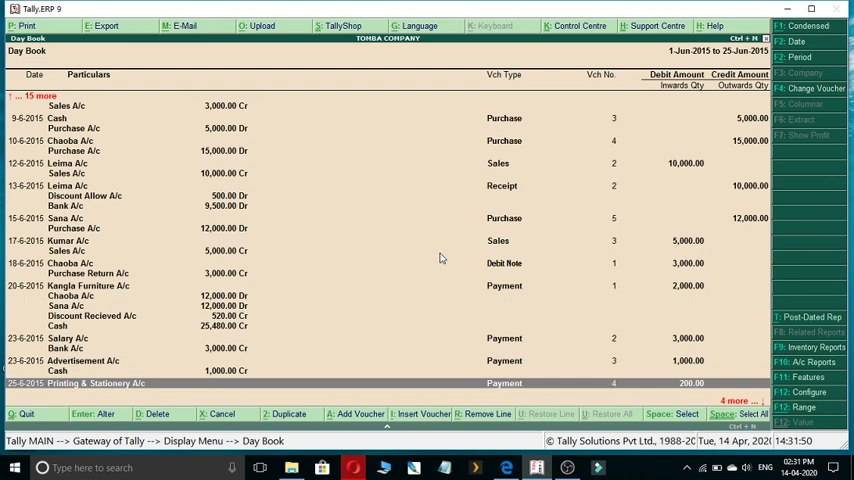 Tally.ERP 9
P: Print E: Export M: E-Mail O: Upload S: TallyShop G: Language K: Keyboard K: Control Centre H: Support Centre H: Help
Day Book TOMBA COMPANY Ctrl + N
Day Book 1-Jun-2015 to 25-Jun-2015
Date Particulars Vch Type Vch No. Debit Amount Credit Amount
Inwards Qty Outwards Qty
↑ ... 15 more
Sales A/c 3,000.00 Cr
9-6-2015 Cash Purchase 3 5,000.00
Purchase A/c 5,000.00 Dr
10-6-2015 Chaoba A/c Purchase 4 15,000.00
Purchase A/c 15,000.00 Dr
12-6-2015 Leima A/c Sales 2 10,000.00
Sales A/c 10,000.00 Cr
13-6-2015 Leima A/c Receipt 2 10,000.00
Discount Allow A/c 500.00 Dr
Bank A/c 9,500.00 Dr
15-6-2015 Sana A/c Purchase 5 12,000.00
Purchase A/c 12,000.00 Dr
17-6-2015 Kumar A/c Sales 3 5,000.00
Sales A/c 5,000.00 Cr
18-6-2015 Chaoba A/c Debit Note 1 3,000.00
Purchase Return A/c 3,000.00 Cr
20-6-2015 Kangla Furniture A/c Payment 1 2,000.00
Chaoba A/c 12,000.00 Dr
Sana A/c 12,000.00 Dr
Discount Recieved A/c 520.00 Cr
Cash 25,480.00 Cr
23-6-2015 Salary A/c Payment 2 3,000.00
Bank A/c 3,000.00 Cr
23-6-2015 Advertisement A/c Payment 3 1,000.00
Cash 1,000.00 Cr
25-6-2015 Printing & Stationery A/c Payment 4 200.00
4 more ... ↓
F1: Condensed
F2: Date
F2: Period
F3: Company
F4: Change Voucher
F5: Columnar
F6: Extract
F7: Show Profit
T: Post-Dated Rep
F8: Related Reports
F9: Inventory Reports
F10: A/c Reports
F11: Features
F12: Configure
F12: Range
F12: Value
Q: Quit Enter: Alter D: Delete X: Cancel 2: Duplicate A: Add Voucher I: Insert Voucher R: Remove Line U: Restore Line U: Restore All Space: Select Space: Select All
Ctrl + N
Tally MAIN --> Gateway of Tally --> Display Menu --> Day Book © Tally Solutions Pvt Ltd., 1988-20 Tue, 14 Apr, 2020 14:31:50
Type here to search ENG 02:31 PM
14-04-2020